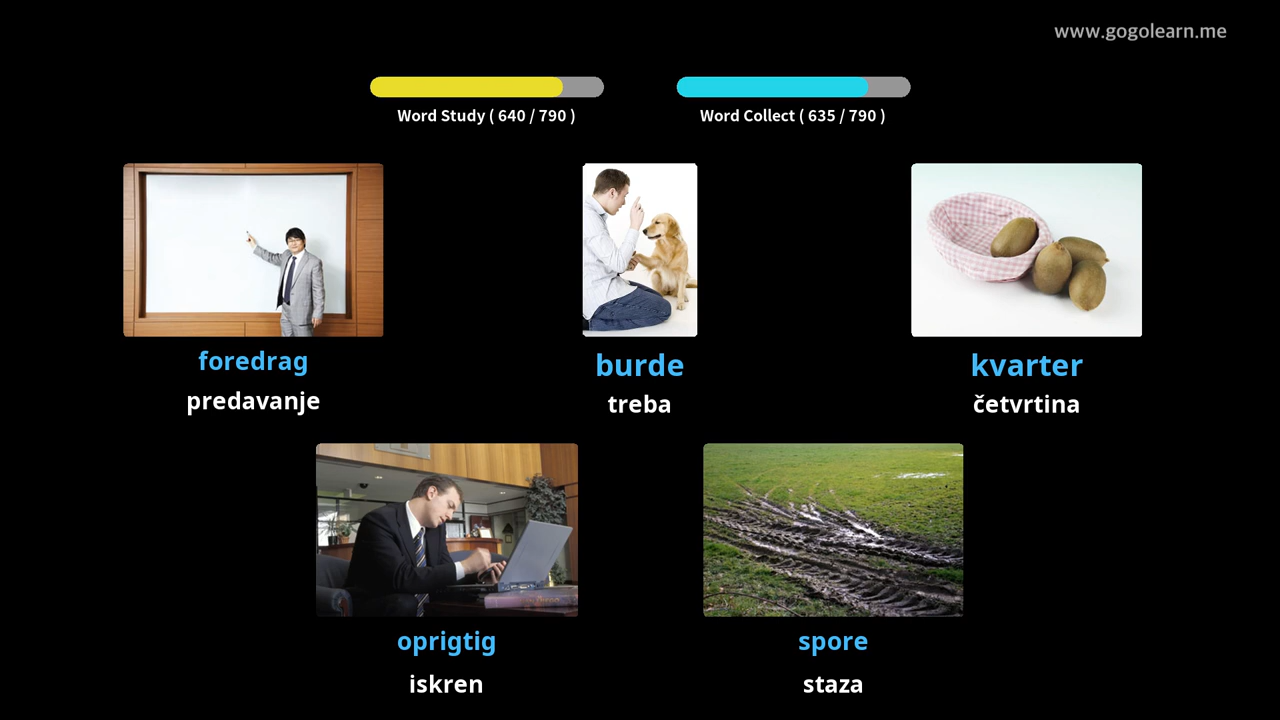 www.gogolearn.me
Word Study ( 640 / 790 )
Word Collect ( 635 / 790 )
foredrag
predavanje
burde
treba
kvarter
četvrtina
oprigtig
iskren
spore
staza